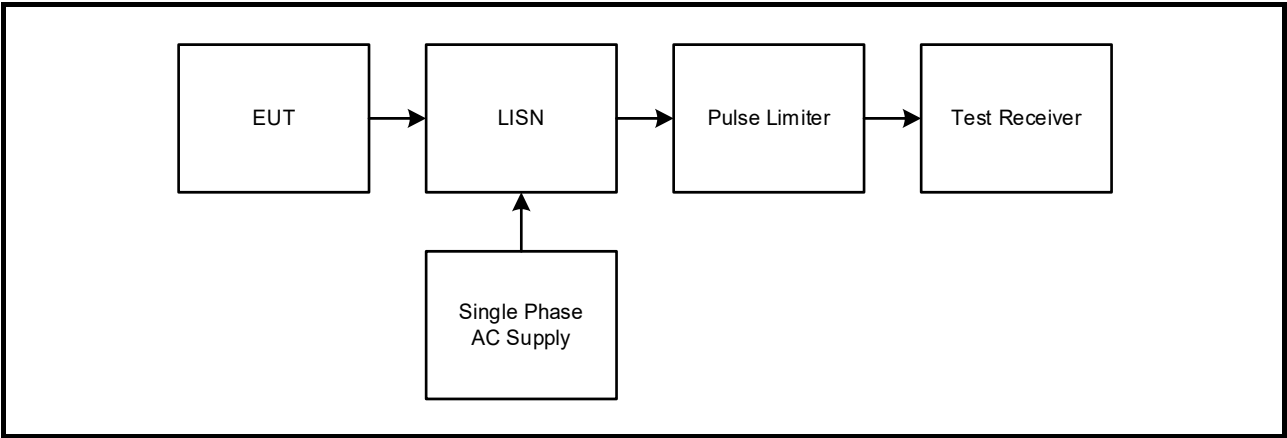 EUT
LISN
Pulse Limiter
Test Receiver
Single Phase
AC Supply